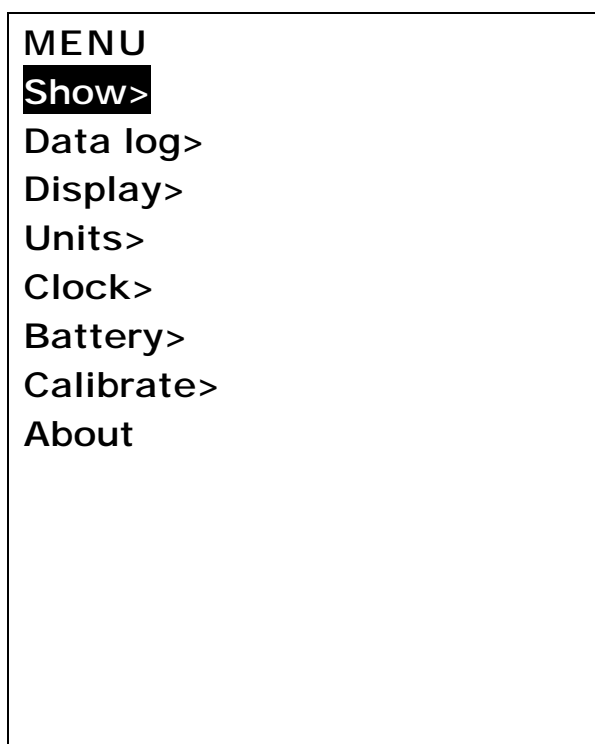 MENU
Show>
Data log>
Display>
Units>
Clock>
Battery>
Calibrate>
About